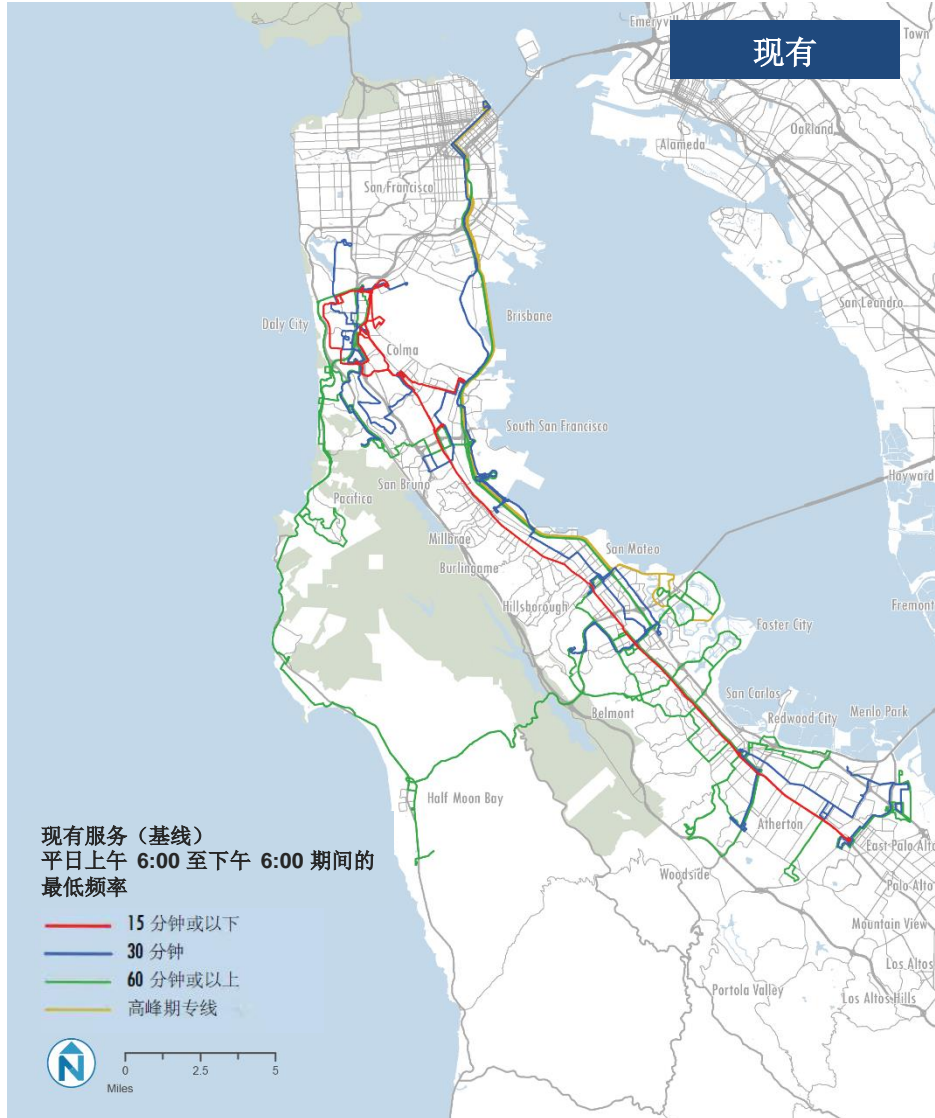 现有
Emeryville
Town
Oakland
Alameda
San Francisco
San Leandro
Brisbane
Daly City
Colma
South San Francisco
Hayward
San Bruno
Pacifica
Millbrae
San Mateo
Burlingame
Hillsborough
Fremont
Foster City
San Carlos
Menlo Park
Belmont
Redwood City
Half Moon Bay
Atherton
East Palo Alto
Woodside
Palo Alto
Mountain View
Los Altos
Portola Valley
Los Altos Hills
现有服务（基线）
平日上午 6:00 至下午 6:00 期间的
最低频率
15 分钟或以下
30 分钟
60 分钟或以上
高峰期专线
N
0 2.5 5
Miles